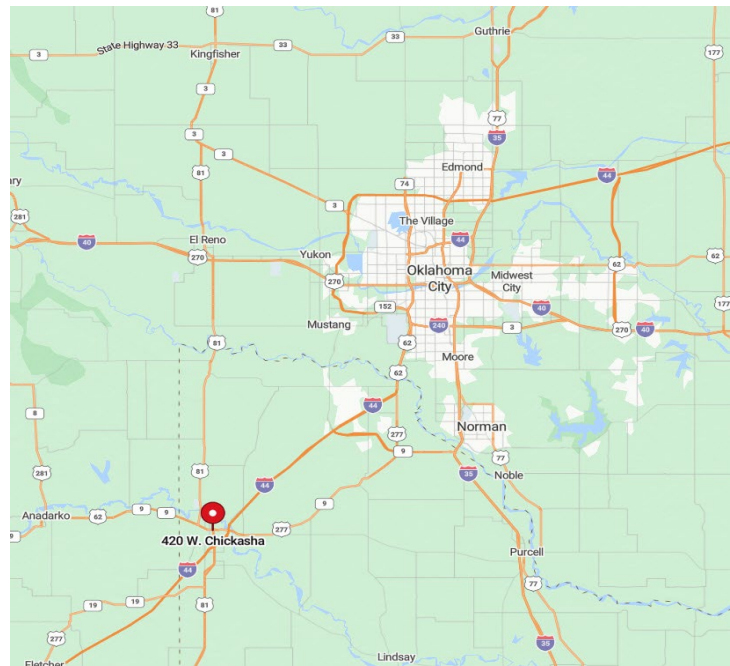 81
Guthrie
State Highway 33
33
33
3
Kingfisher
177
3
77
35
3
Edmond
44
81
74
ary
281
3
The Village
44
40
El Reno
270
Yukon
62
62
Oklahoma
City
Midwest
City
270
40
152
177
Mustang
240
3
270
40
81
62
Moore
8
44
Norman
277
9
77
281
81
35
Noble
44
9
Anadarko
62
9
9
277
420 W. Chickasha
Purcell
44
77
19
19
81
277
35
Lindsay
Fletcher